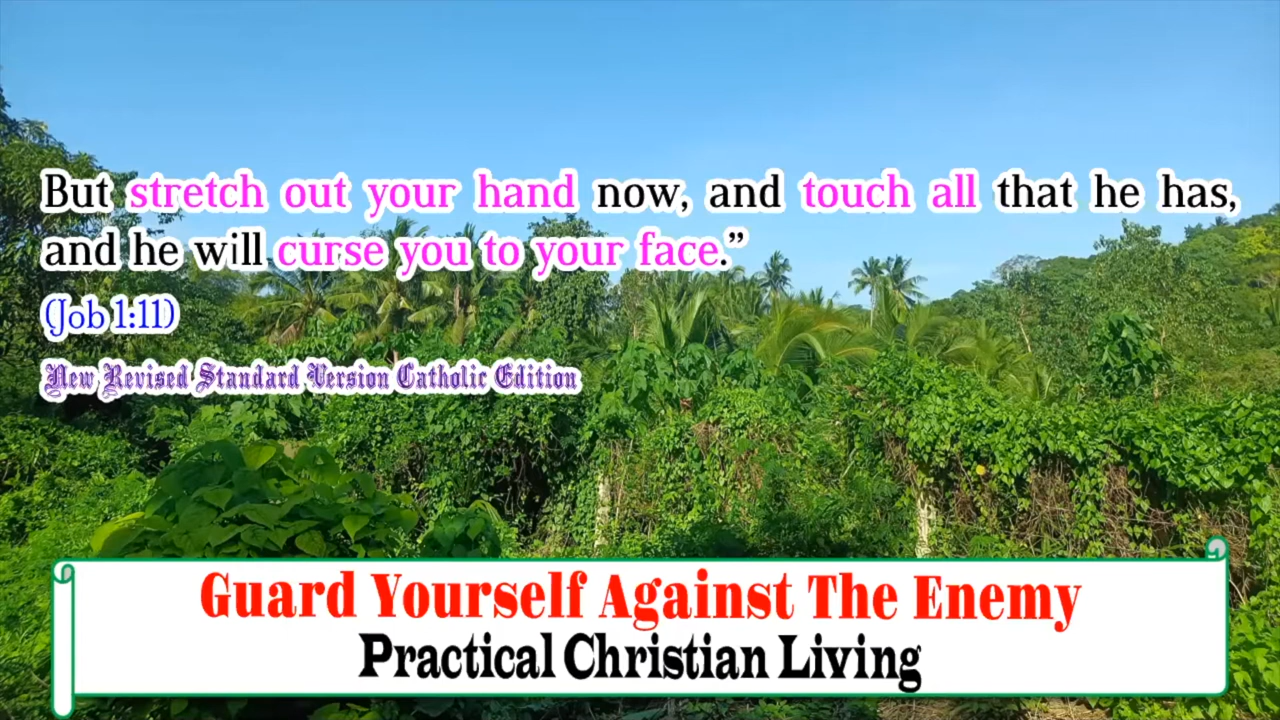 But stretch out your hand now, and touch all that he has,
and he will curse you to your face.”
(Job 1:11)
New Revised Standard Version Catholic Edition
Guard Yourself Against The Enemy
Practical Christian Living